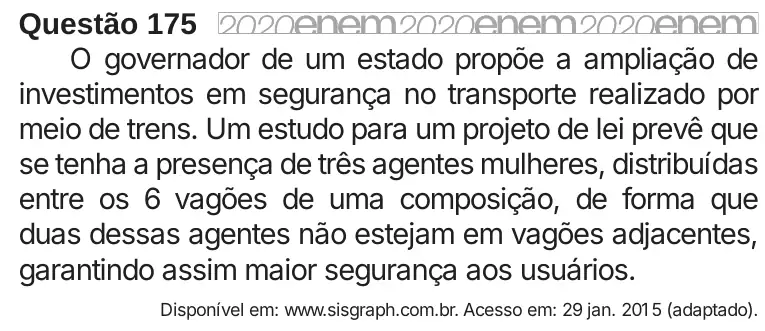 Questão 175 2020enem2020enem2020enem
O governador de um estado propõe a ampliação de
investimentos em segurança no transporte realizado por
meio de trens. Um estudo para um projeto de lei prevê que
se tenha a presença de três agentes mulheres, distribuídas
entre os 6 vagões de uma composição, de forma que
duas dessas agentes não estejam em vagões adjacentes,
garantindo assim maior segurança aos usuários.
Disponível em: www.sisgraph.com.br. Acesso em: 29 jan. 2015 (adaptado).